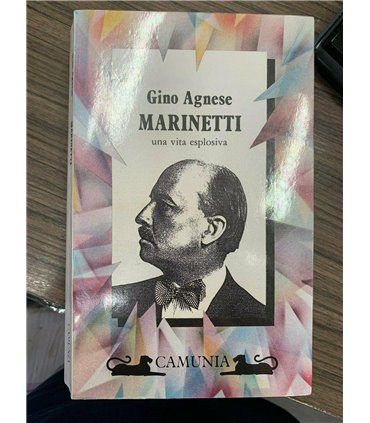 Gino Agnese
MARINETTI
una vita esplosiva
CAMUNIA